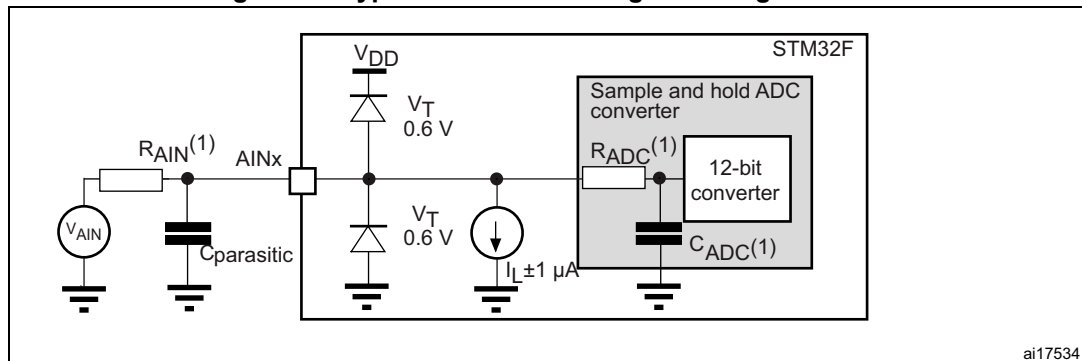 STM32F
VDD
Sample and hold ADC
converter
VT
0.6 V
RAIN(1)
AINx
RADC(1)
12-bit
converter
VAIN
Cparasitic
VT
0.6 V
IL±1 µA
CADC(1)
ai17534